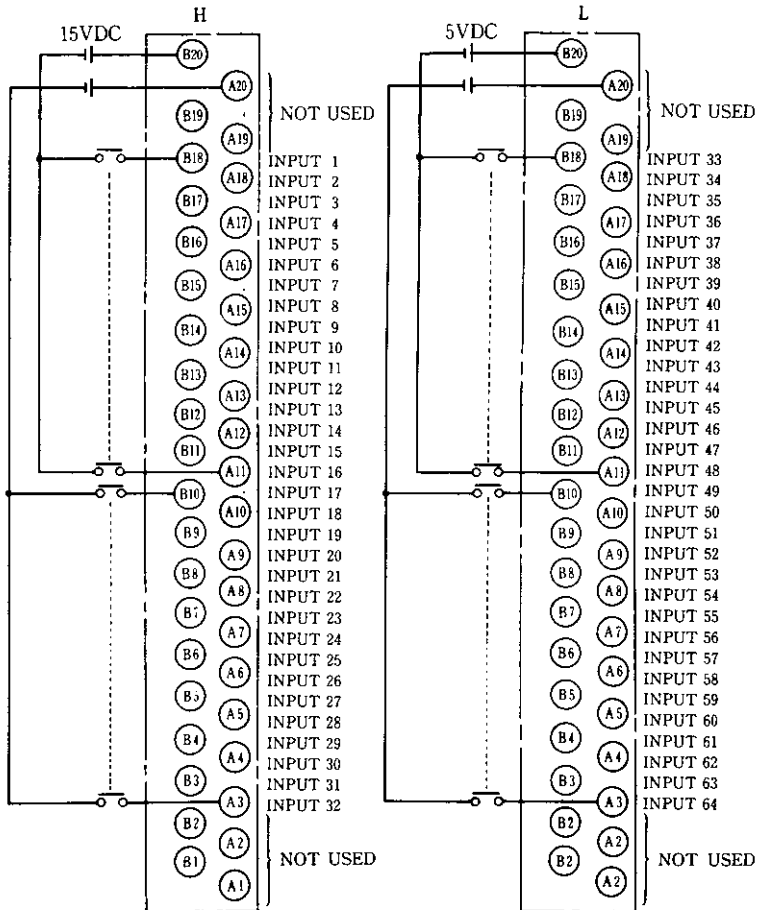 H
15VDC
B20
A20
NOT USED
B19
A19
B18
INPUT 1
A18
INPUT 2
B17
INPUT 3
A17
INPUT 4
B16
INPUT 5
A16
INPUT 6
B15
INPUT 7
A15
INPUT 8
B14
INPUT 9
A14
INPUT 10
B13
INPUT 11
A13
INPUT 12
B12
INPUT 13
A12
INPUT 14
B11
INPUT 15
A11
INPUT 16
B10
INPUT 17
A10
INPUT 18
B9
INPUT 19
A9
INPUT 20
B8
INPUT 21
A8
INPUT 22
B7
INPUT 23
A7
INPUT 24
B6
INPUT 25
A6
INPUT 26
B5
INPUT 27
A5
INPUT 28
B4
INPUT 29
A4
INPUT 30
B3
INPUT 31
A3
INPUT 32
B2
A2
B1
NOT USED
A1
L
5VDC
B20
A20
NOT USED
B19
A19
B18
INPUT 33
A18
INPUT 34
B17
INPUT 35
A17
INPUT 36
B16
INPUT 37
A16
INPUT 38
B15
INPUT 39
A15
INPUT 40
B14
INPUT 41
A14
INPUT 42
B13
INPUT 43
A13
INPUT 44
B12
INPUT 45
A12
INPUT 46
B11
INPUT 47
A11
INPUT 48
B10
INPUT 49
A10
INPUT 50
B9
INPUT 51
A9
INPUT 52
B8
INPUT 53
A8
INPUT 54
B7
INPUT 55
A7
INPUT 56
B6
INPUT 57
A6
INPUT 58
B5
INPUT 59
A5
INPUT 60
B4
INPUT 61
A4
INPUT 62
B3
INPUT 63
A3
INPUT 64
B2
A2
B2
NOT USED
A2